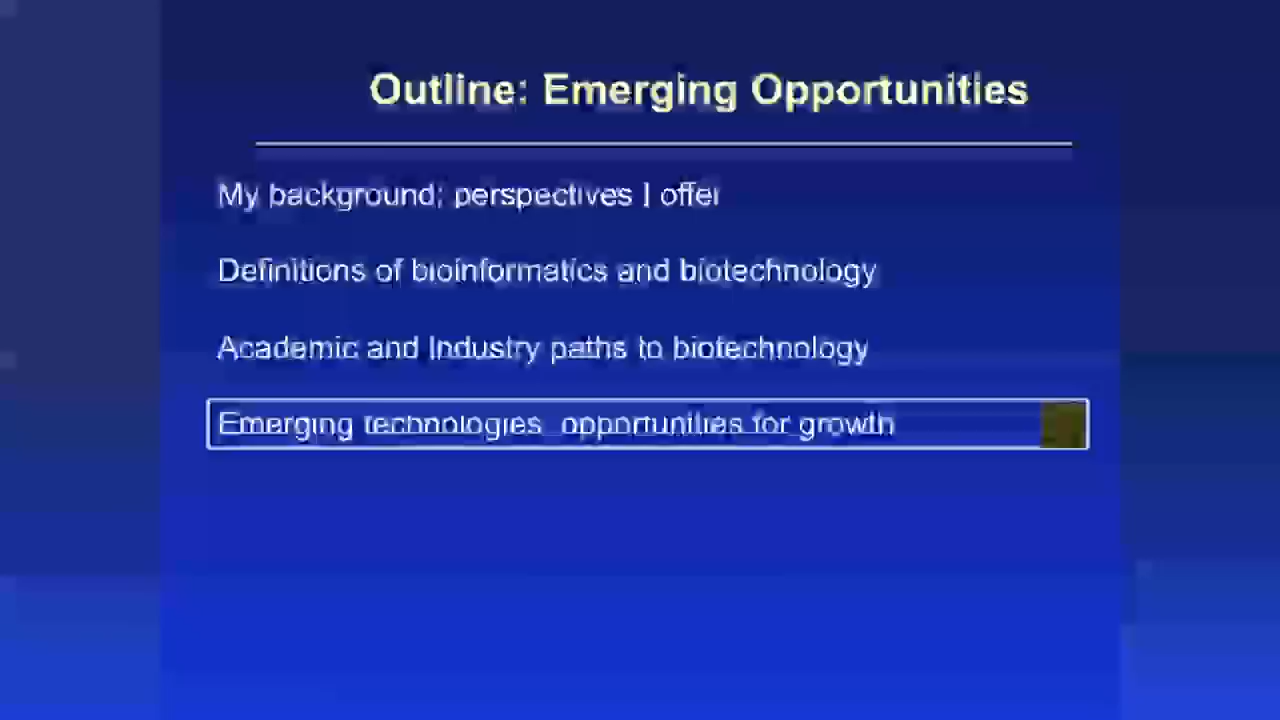 Outline: Emerging Opportunities
My background; perspectives I offer
Definitions of bioinformatics and biotechnology
Academic and Industry paths to biotechnology
Emerging technologies, opportunities for growth